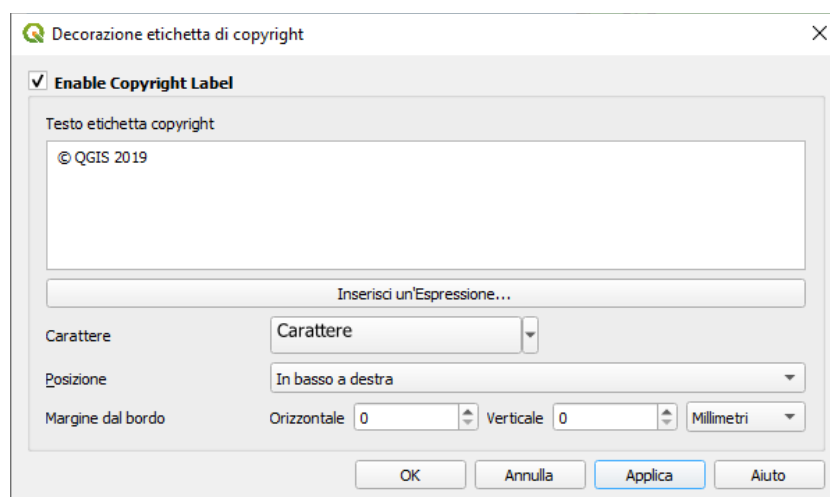 Decorazione etichetta di copyright
Enable Copyright Label
Testo etichetta copyright
© QGIS 2019
Inserisci un'Espressione...
Carattere Carattere
Posizione In basso a destra
Margine dal bordo Orizzontale 0 Verticale 0 Millimetri
OK Annulla Applica Aiuto